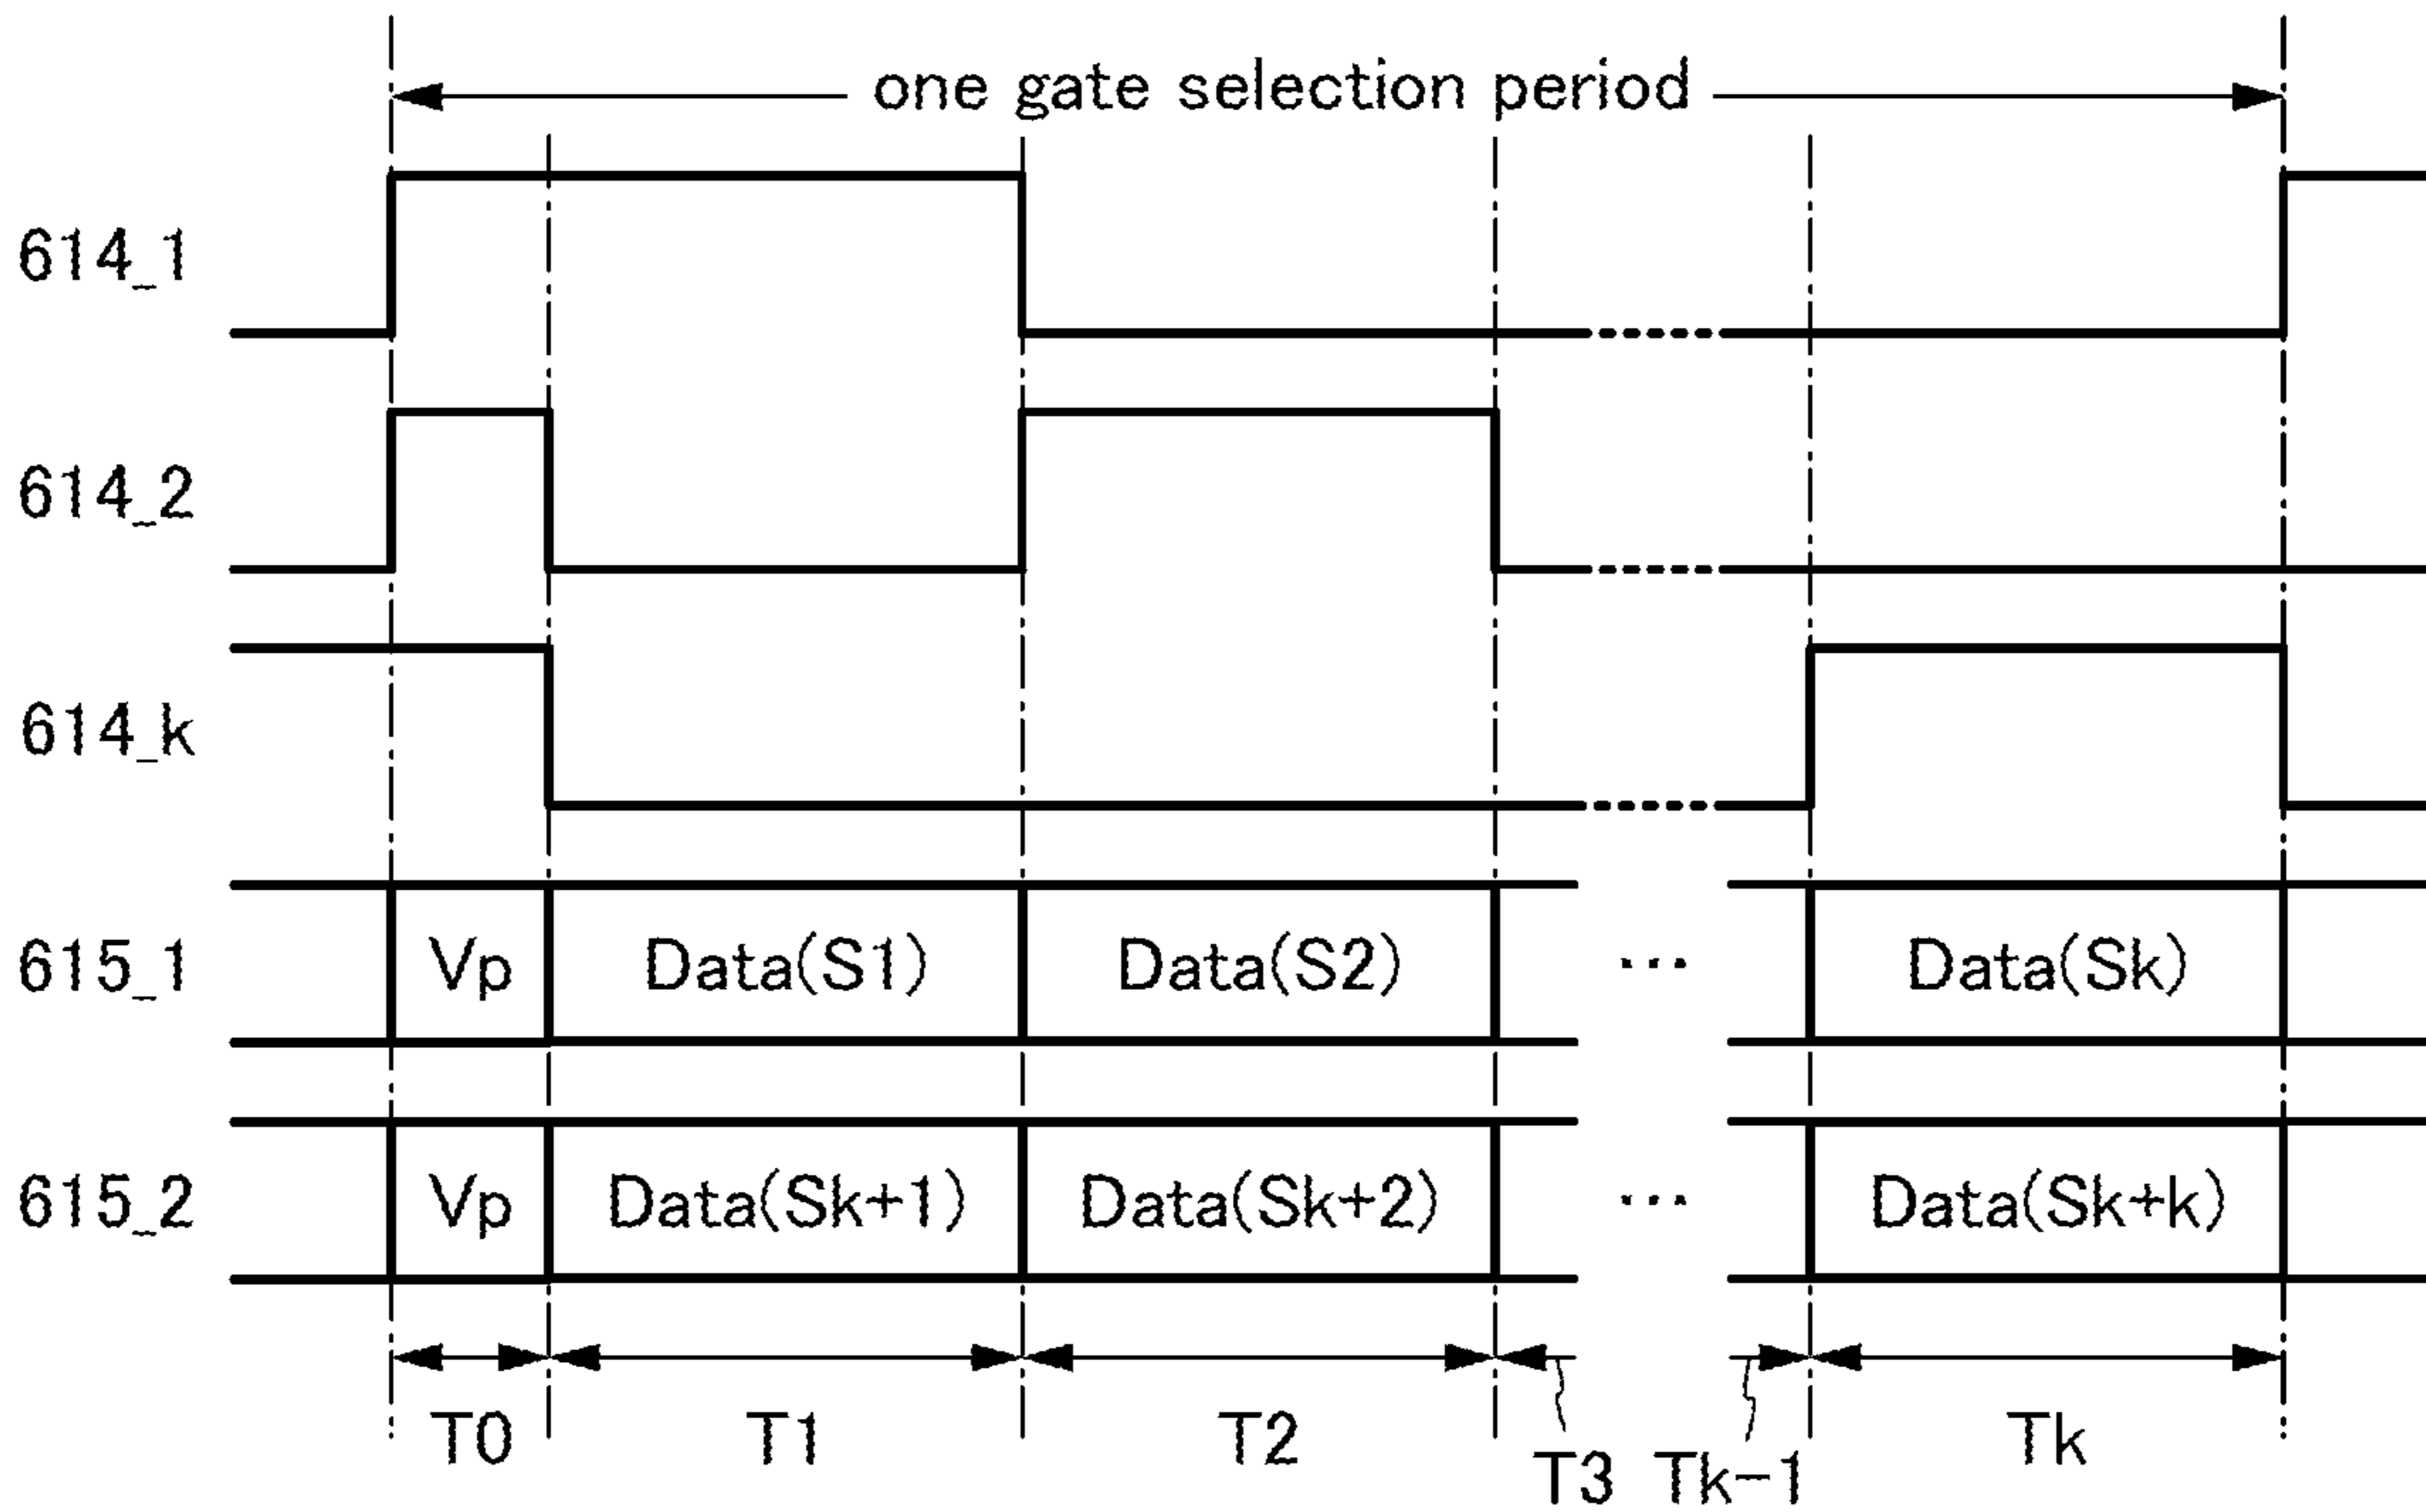 one gate selection period
614_1
614_2
614_k
615_1 Vp Data(S1) Data(S2) ... Data(Sk)
615_2 Vp Data(Sk+1) Data(Sk+2) ... Data(Sk+k)
T0 T1 T2 T3 Tk-1 Tk